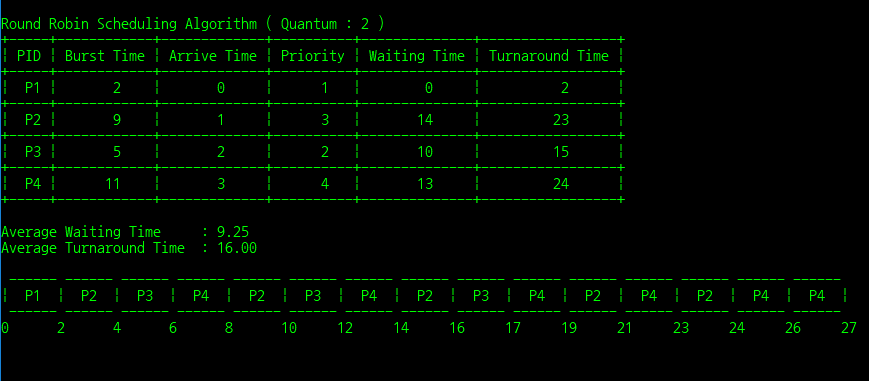 Round Robin Scheduling Algorithm ( Quantum : 2 )
| PID | Burst Time | Arrive Time | Priority | Waiting Time | Turnaround Time |
| P1 | 2 | 0 | 1 | 0 | 2 |
| P2 | 9 | 1 | 3 | 14 | 23 |
| P3 | 5 | 2 | 2 | 10 | 15 |
| P4 | 11 | 3 | 4 | 13 | 24 |
Average Waiting Time : 9.25
Average Turnaround Time : 16.00
| P1 | P2 | P3 | P4 | P2 | P3 | P4 | P2 | P3 | P4 | P2 | P4 | P2 | P4 | P4 |
0 2 4 6 8 10 12 14 16 17 19 21 23 24 26 27